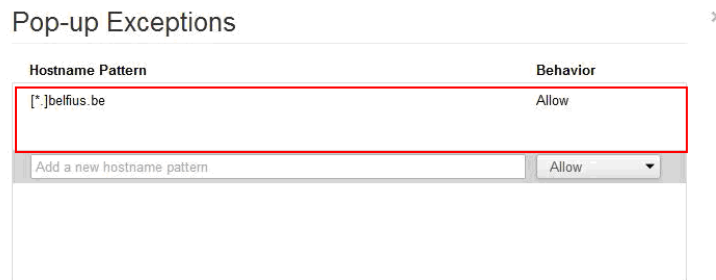 Pop-up Exceptions
Hostname Pattern Behavior
[*.]belfius.be Allow
Add a new hostname pattern Allow